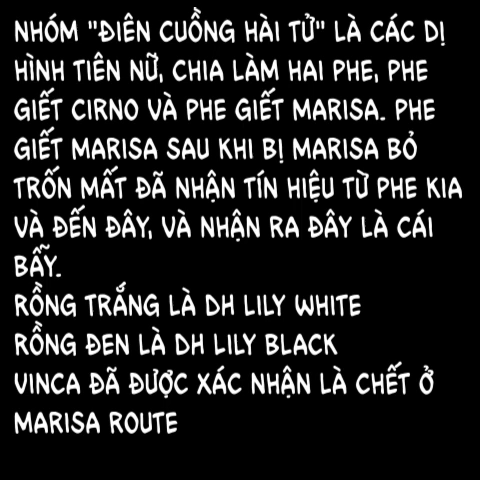 NHÓM "ĐIÊN CUỒNG HÀI TỬ" LÀ CÁC DỊ
HÌNH TIÊN NỮ, CHIA LÀM HAI PHE, PHE
GIẾT CIRNO VÀ PHE GIẾT MARISA. PHE
GIẾT MARISA SAU KHI BỊ MARISA BỎ
TRỐN MẤT ĐÃ NHẬN TÍN HIỆU TỪ PHE KIA
VÀ ĐẾN ĐÂY, VÀ NHẬN RA ĐÂY LÀ CÁI
BẪY.
RỒNG TRẮNG LÀ DH LILY WHITE
RỒNG ĐEN LÀ DH LILY BLACK
VINCA ĐÃ ĐƯỢC XÁC NHẬN LÀ CHẾT Ở
MARISA ROUTE